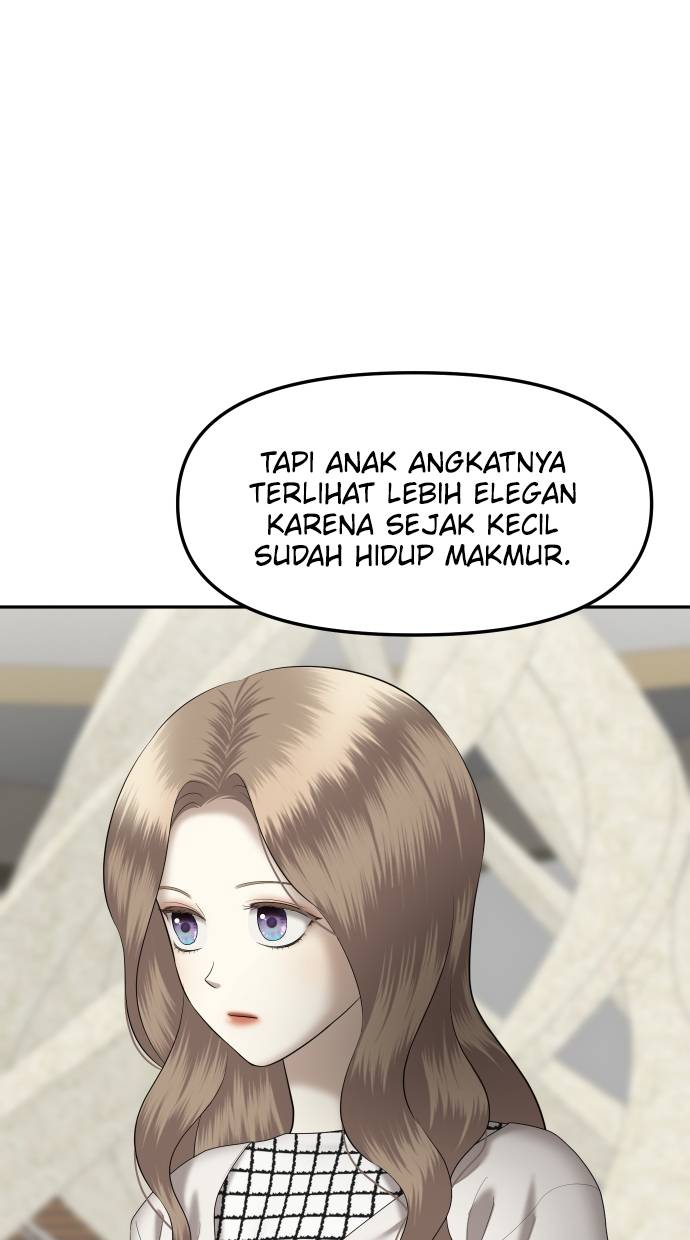 TAPI ANAK ANGKATNYA
TERLIHAT LEBIH ELEGAN
KARENA SEJAK KECIL
SUDAH HIDUP MAKMUR.